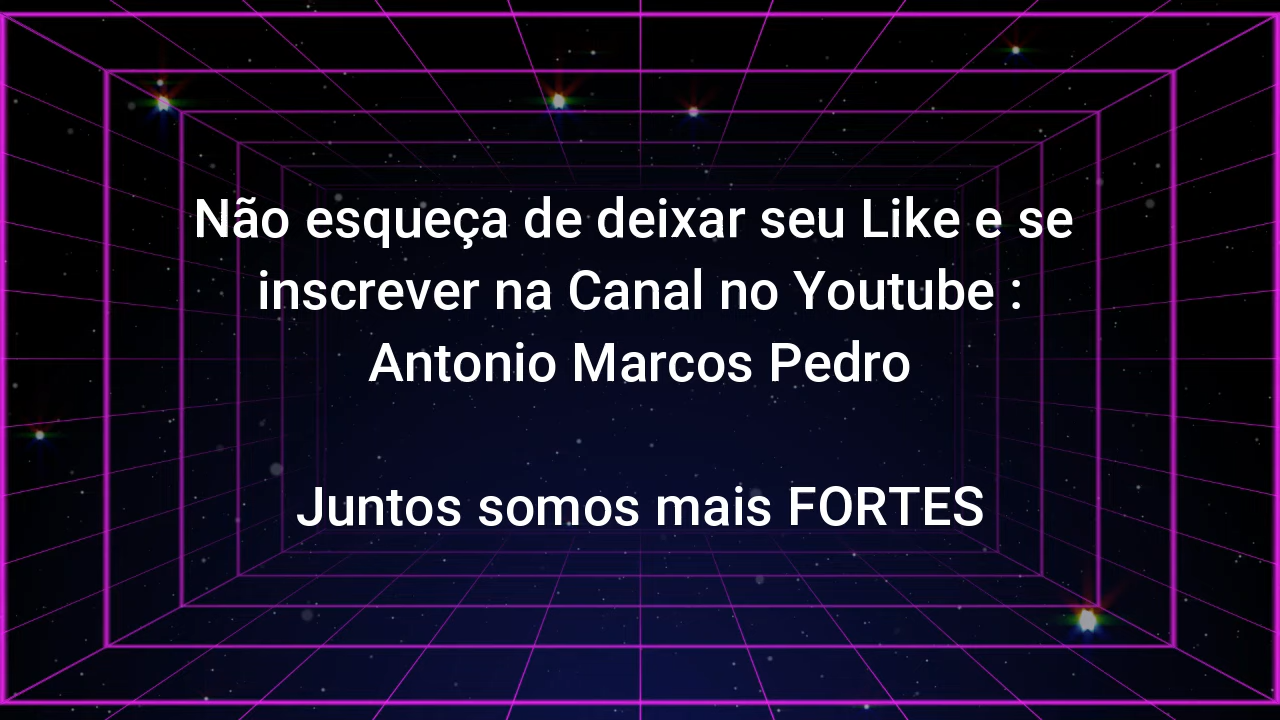 Não esqueça de deixar seu Like e se
inscrever na Canal no Youtube :
Antonio Marcos Pedro
Juntos somos mais FORTES